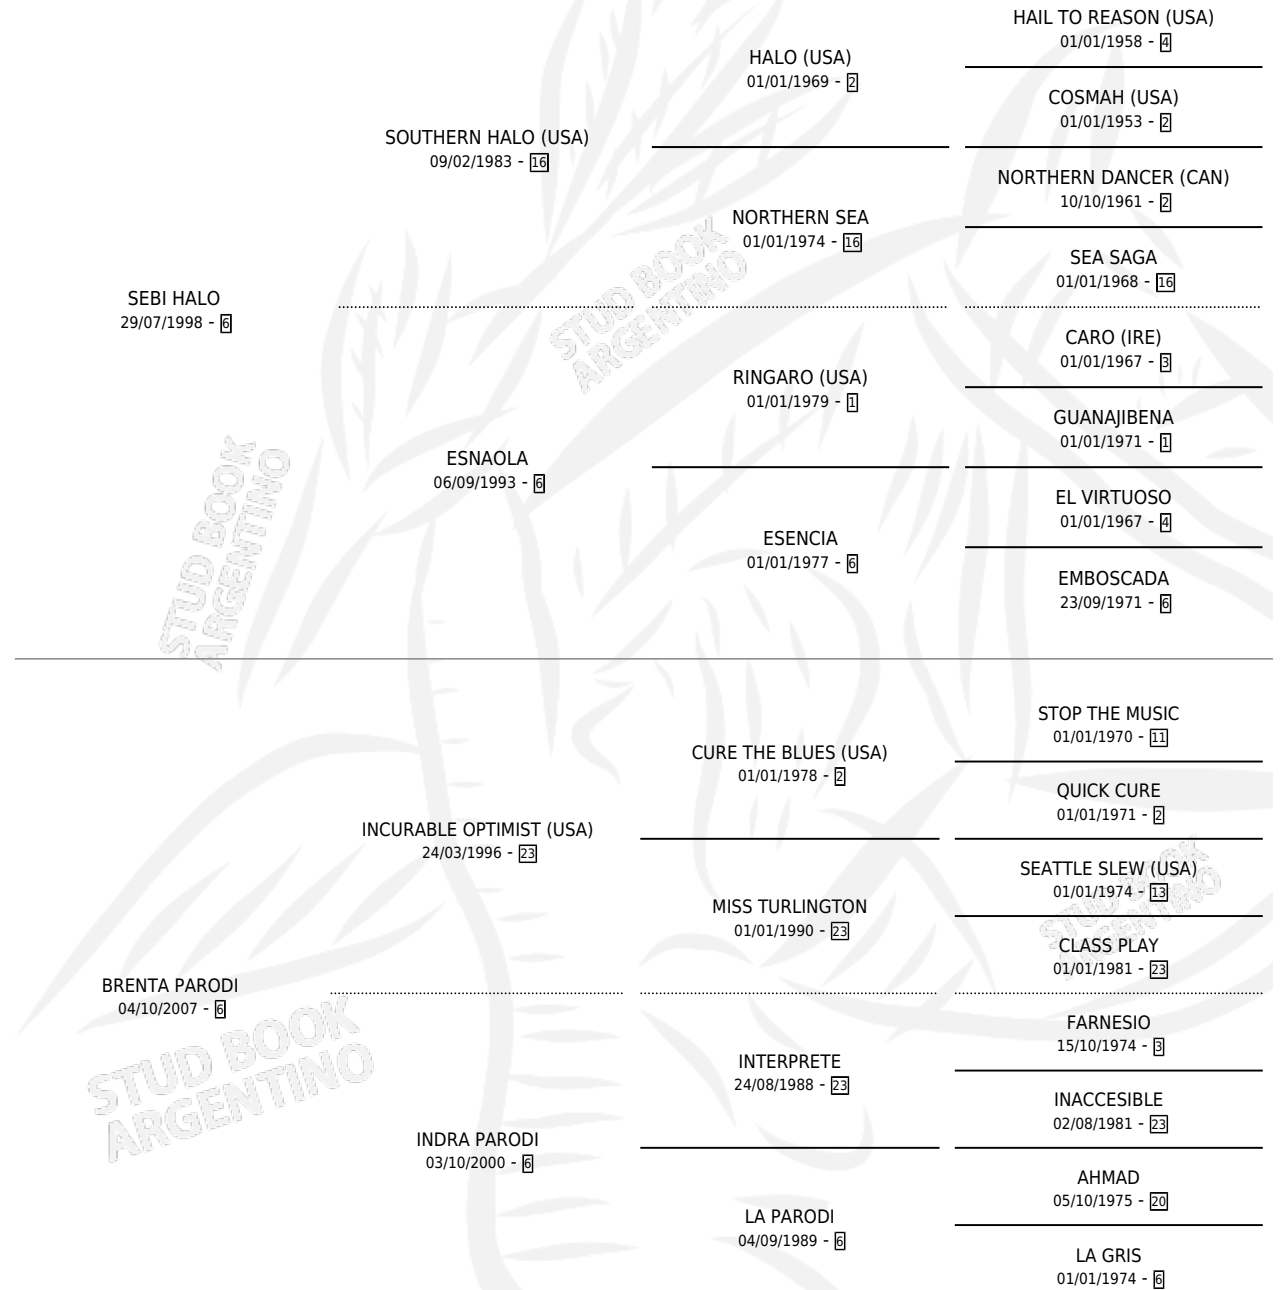 HAIL TO REASON (USA)
01/01/1958 - 4
HALO (USA)
01/01/1969 - 2
COSMAH (USA)
01/01/1953 - 2
SOUTHERN HALO (USA)
09/02/1983 - 16
NORTHERN DANCER (CAN)
10/10/1961 - 2
NORTHERN SEA
01/01/1974 - 16
SEA SAGA
01/01/1968 - 16
SEBI HALO
29/07/1998 - 6
STUD BOOK
ARGENTINO
CARO (IRE)
01/01/1967 - 3
RINGARO (USA)
01/01/1979 - 1
GUANAJIBENA
01/01/1971 - 1
ESNAOLA
06/09/1993 - 6
EL VIRTUOSO
01/01/1967 - 4
ESENCIA
01/01/1977 - 6
EMBOSCADA
23/09/1971 - 6
STUD BOOK
ARGENTINO
STOP THE MUSIC
01/01/1970 - 11
CURE THE BLUES (USA)
01/01/1978 - 2
QUICK CURE
01/01/1971 - 2
INCURABLE OPTIMIST (USA)
24/03/1996 - 23
SEATTLE SLEW (USA)
01/01/1974 - 13
STUD BOOK
ARGENTINO
MISS TURLINGTON
01/01/1990 - 23
CLASS PLAY
01/01/1981 - 23
BRENTA PARODI
04/10/2007 - 6
STUD BOOK
ARGENTINO
FARNESIO
15/10/1974 - 3
INTERPRETE
24/08/1988 - 23
INACCESIBLE
02/08/1981 - 23
INDRA PARODI
03/10/2000 - 6
AHMAD
05/10/1975 - 20
LA PARODI
04/09/1989 - 6
LA GRIS
01/01/1974 - 6